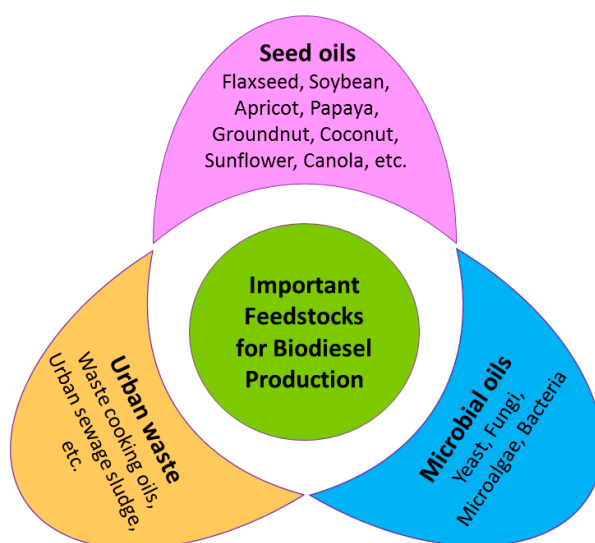 Seed oils
Flaxseed, Soybean,
Apricot, Papaya,
Groundnut, Coconut,
Sunflower, Canola, etc.
Important
Feedstocks
for Biodiesel
Production
Urban waste
Waste cooking oils,
Urban sewage sludge,
etc.
Microbial oils
Yeast, Fungi,
Microalgae, Bacteria